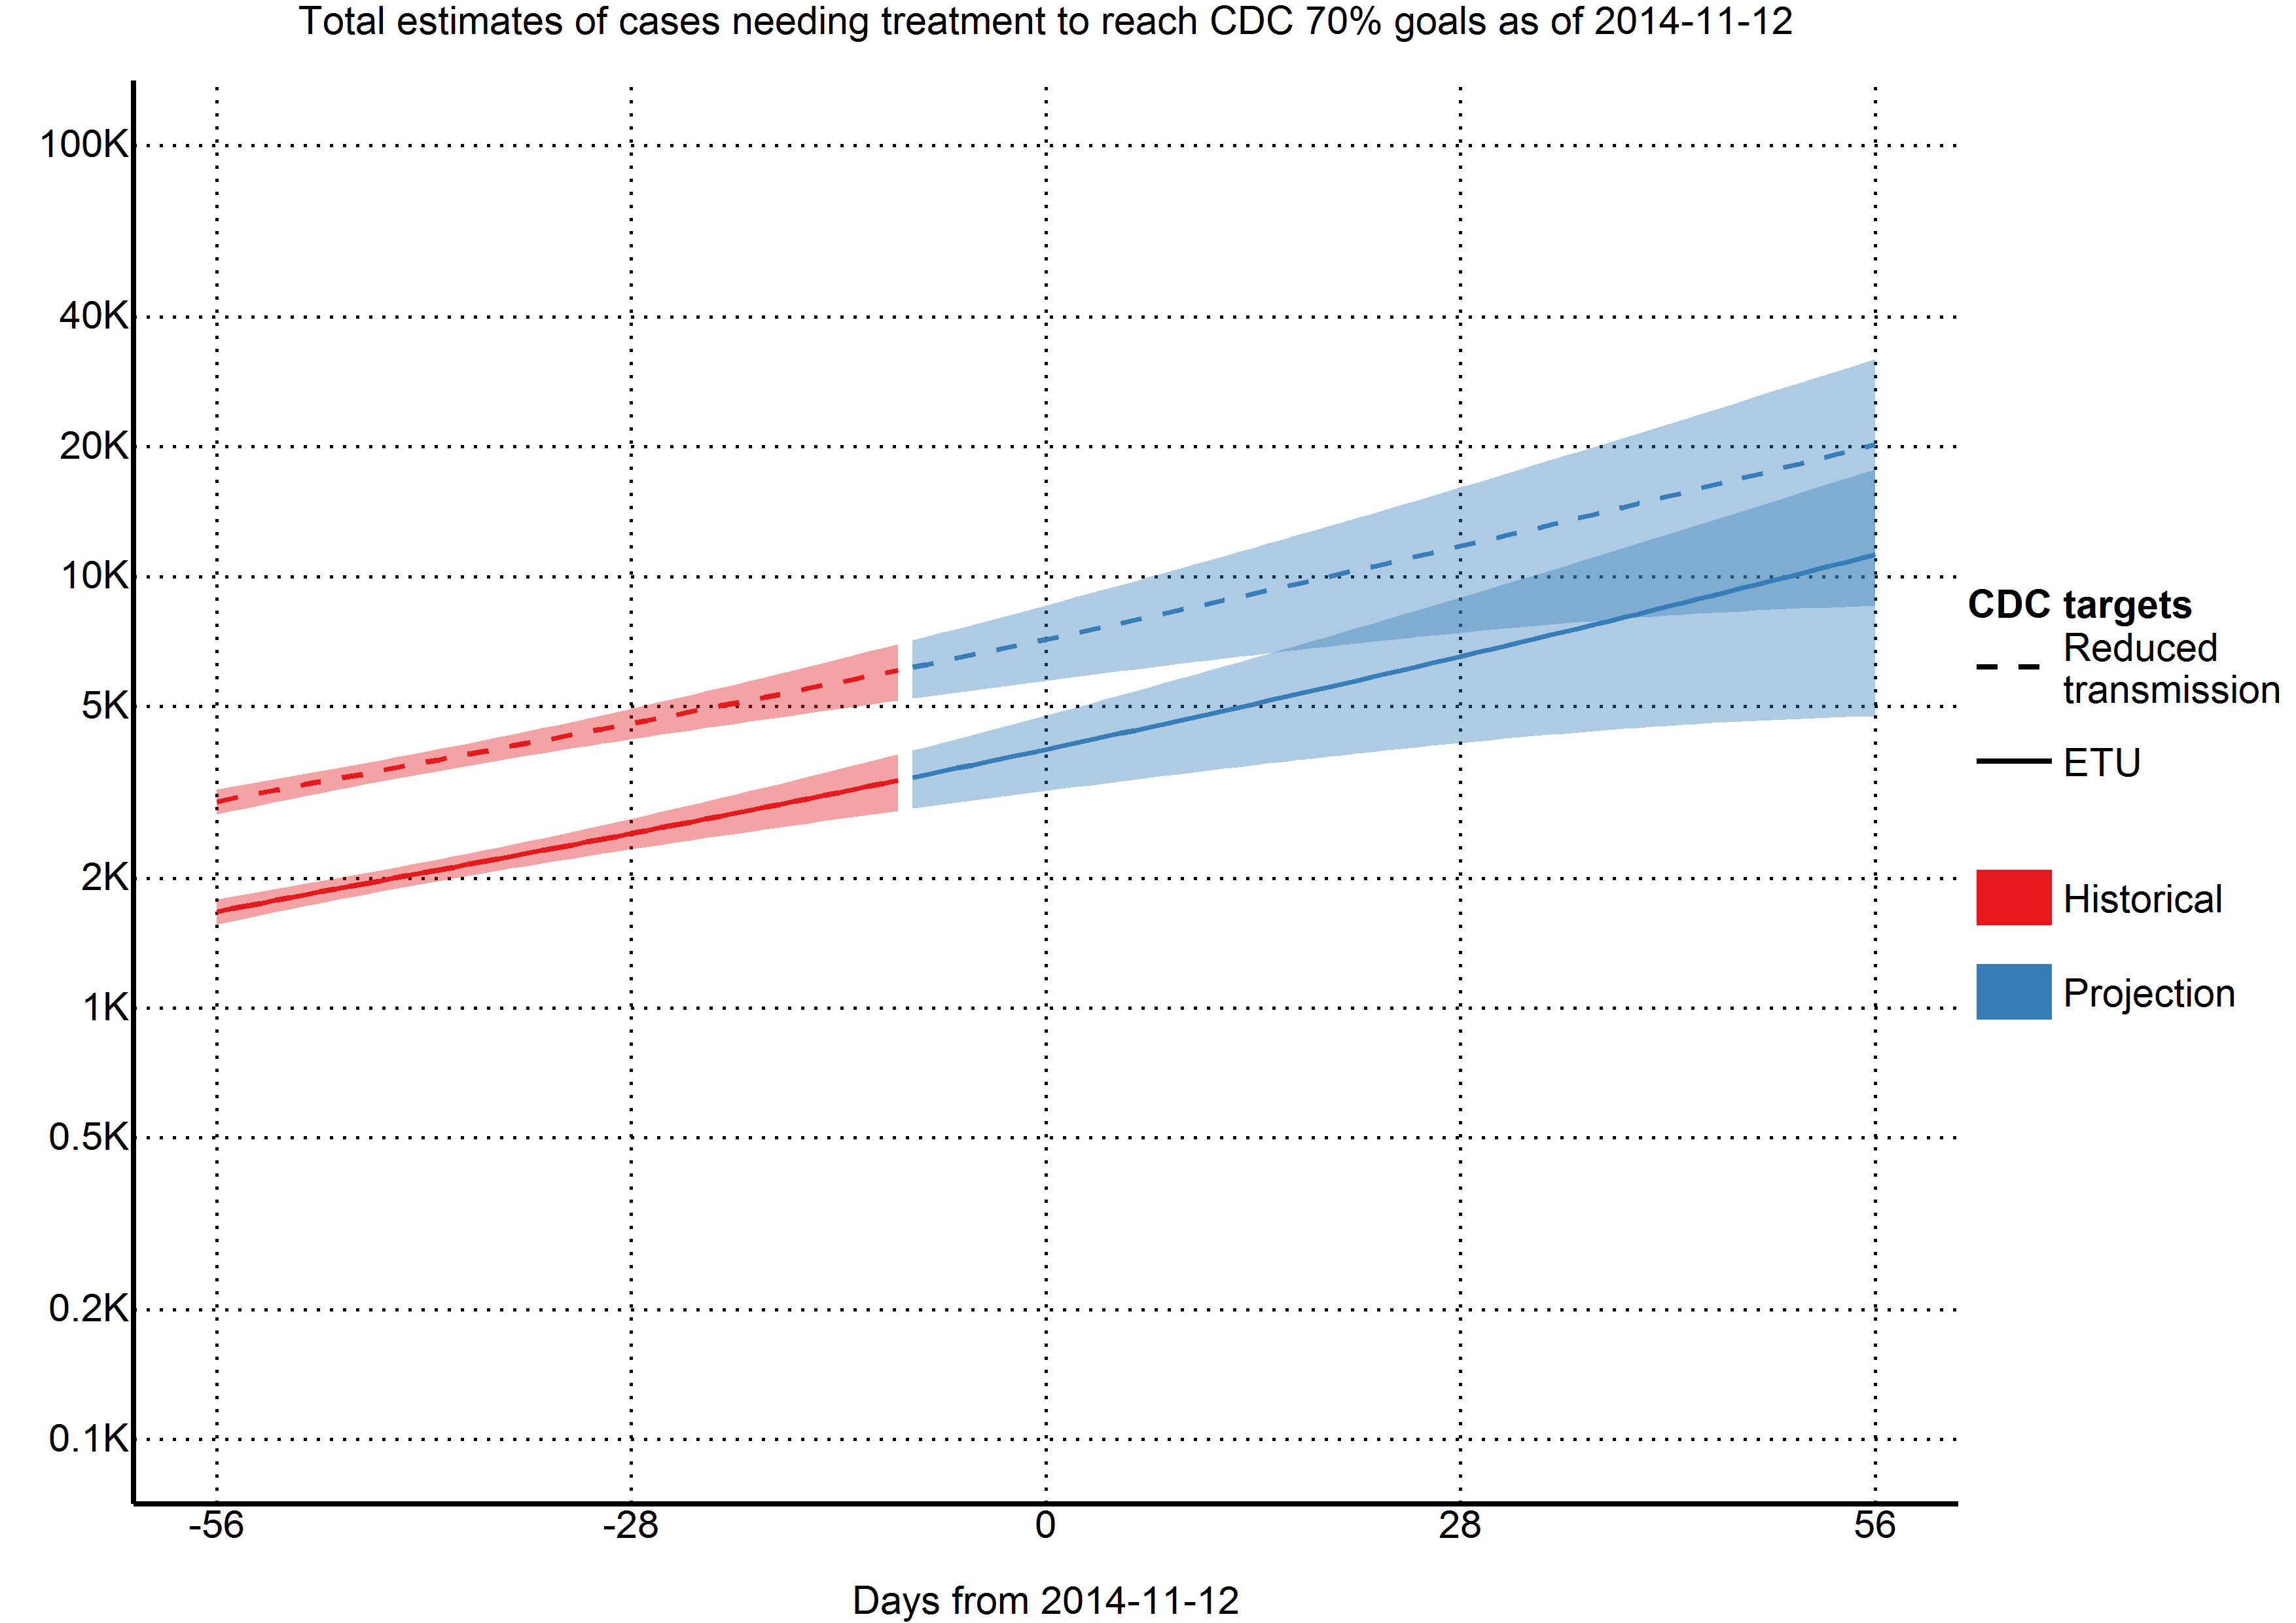 Total estimates of cases needing treatment to reach CDC 70% goals as of 2014-11-12
100K
40K
20K
10K
5K
2K
1K
0.5K
0.2K
0.1K
-56 -28 0 28 56
Days from 2014-11-12
CDC targets
Reduced
transmission
ETU
Historical
Projection